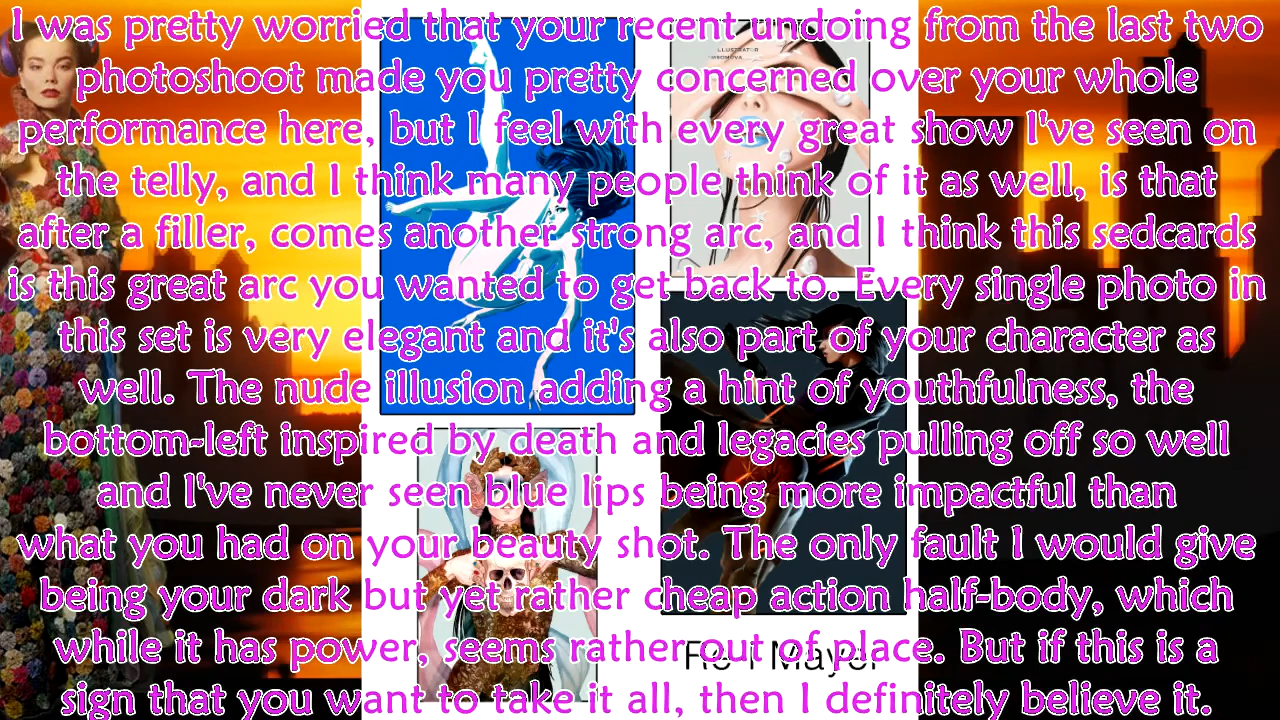 I was pretty worried that your recent undoing from the last two
photoshoot made you pretty concerned over your whole
performance here, but I feel with every great show I've seen on
the telly, and I think many people think of it as well, is that
after a filler, comes another strong arc, and I think this sedcards
is this great arc you wanted to get back to. Every single photo in
this set is very elegant and it's also part of your character as
well. The nude illusion adding a hint of youthfulness, the
bottom-left inspired by death and legacies pulling off so well
and I've never seen blue lips being more impactful than
what you had on your beauty shot. The only fault I would give
being your dark but yet rather cheap action half-body, which
while it has power, seems rather out of place. But if this is a
sign that you want to take it all, then I definitely believe it.